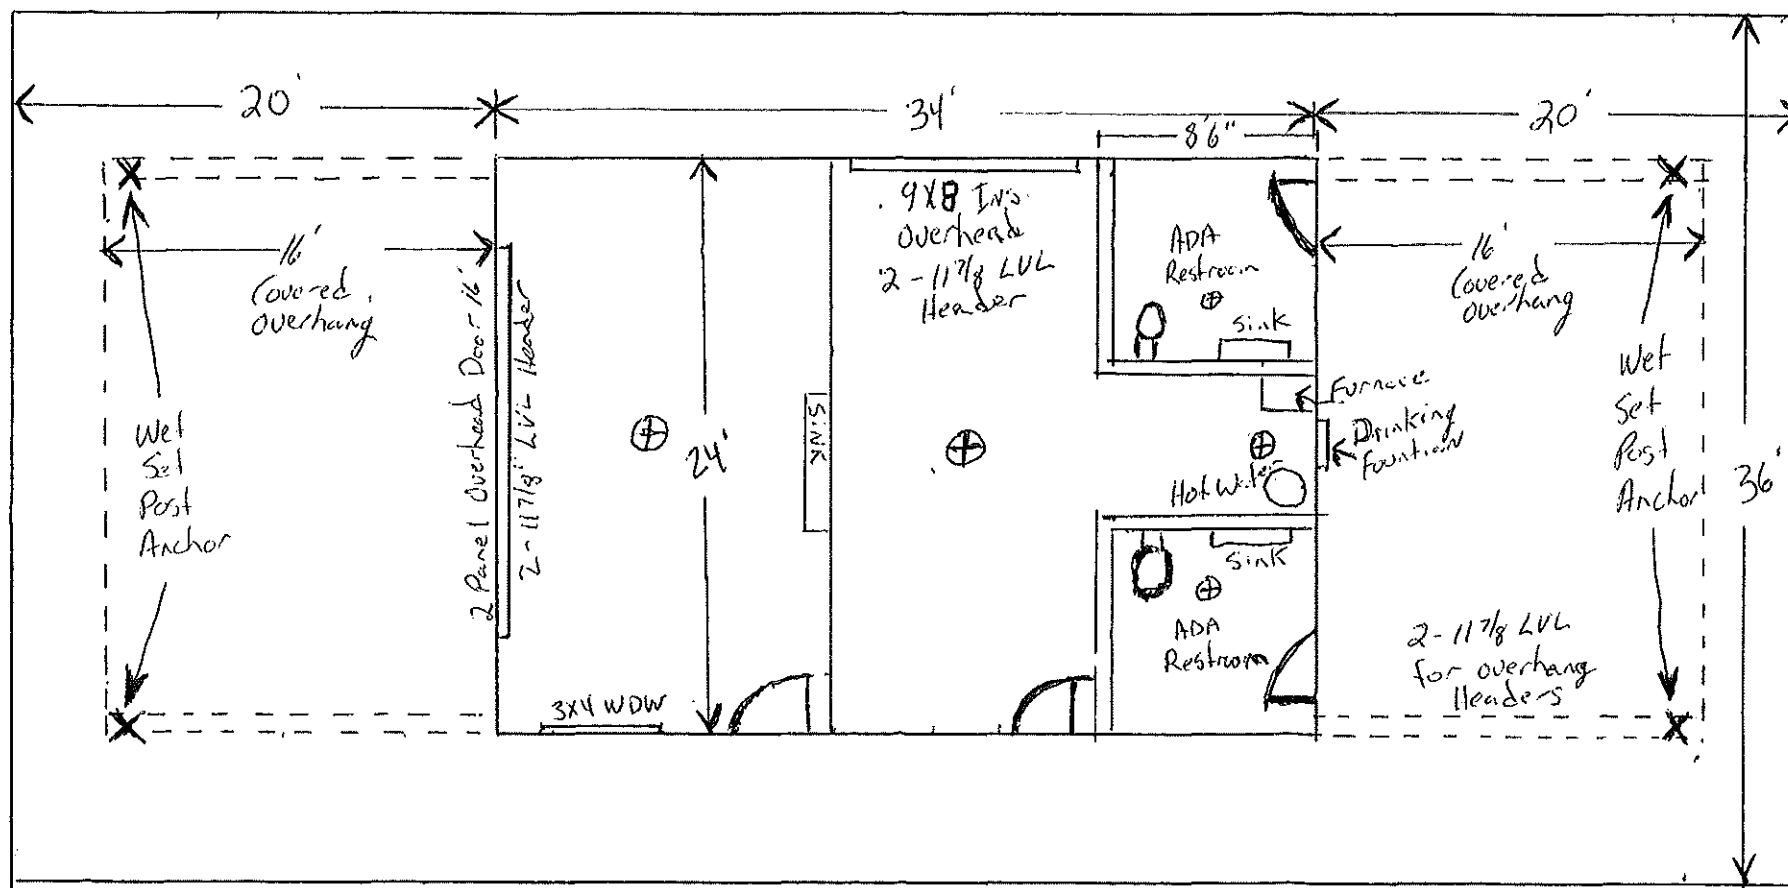 20'
34'
20'
8'6"
9X8 Ins.
Overhead
2-11 7/8 LVL
Header
ADA
Restroom
Sink
16'
Covered
Overhang
16'
Covered
Overhang
2 Panel Overhead Door 16'
2-11 7/8" LVL Header
24'
SINK
Furnace
Drinking
Fountain
Hot Water
Wet
Set
Post
Anchor
Wet
Set
Post
Anchor
36'
Sink
ADA
Restroom
2-11 7/8 LVL
for overhang
Headers
3X4 WDW